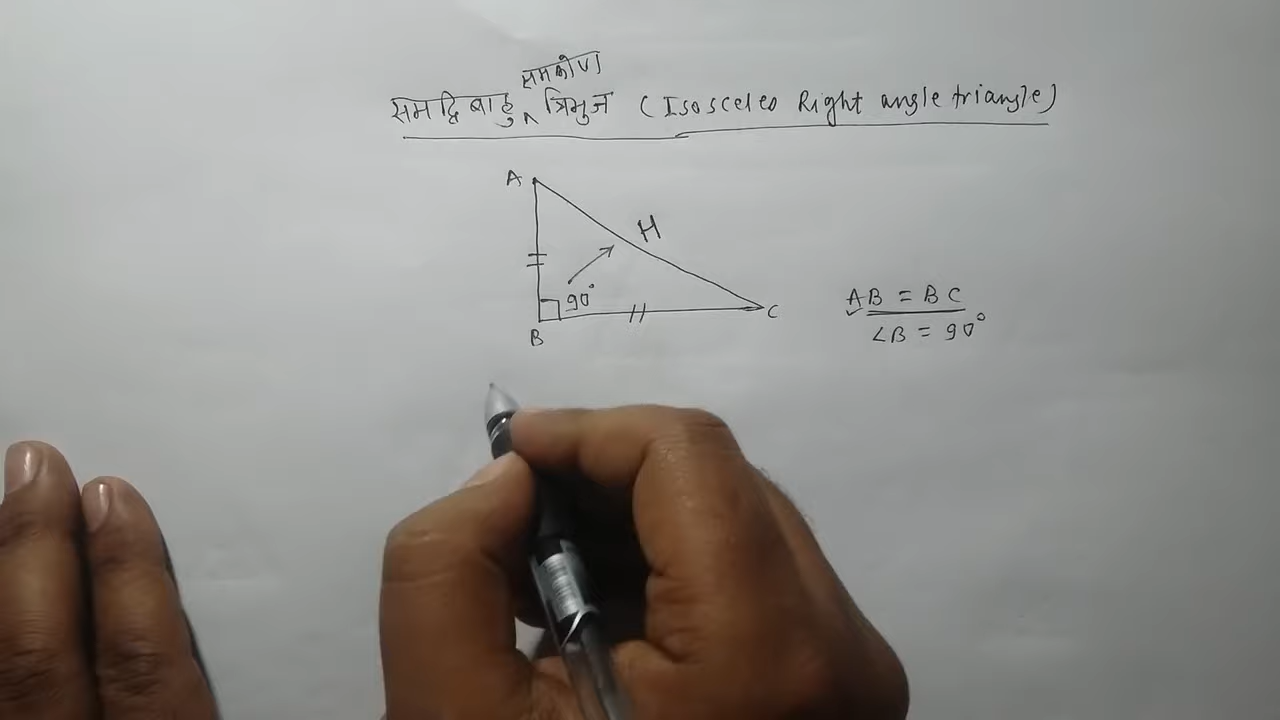 समद्विबाहु ^ समकोण त्रिभुज (Isosceles Right angle triangle)
A
H
90°
B
C
AB = BC
∠B = 90°